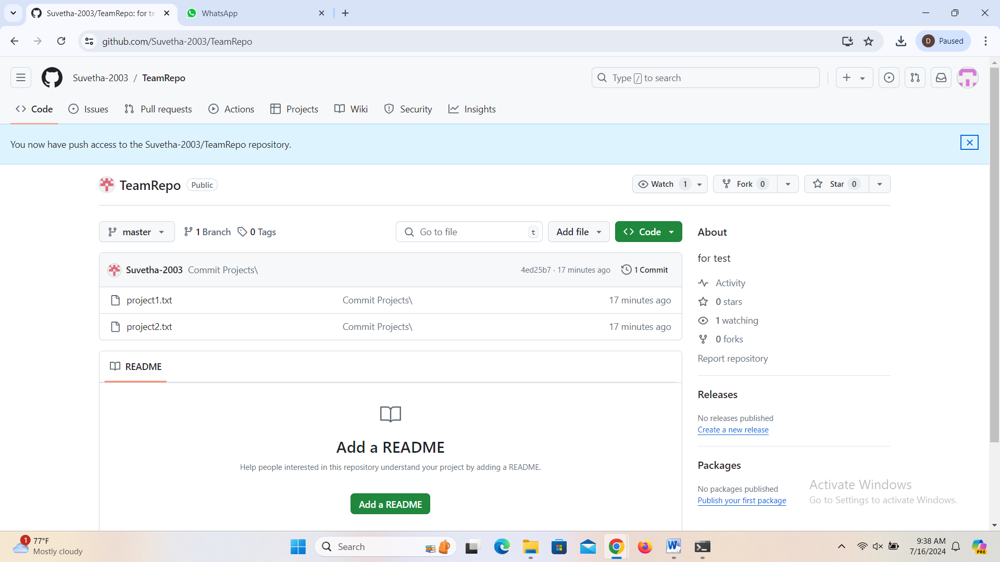 Suvetha-2003/TeamRepo: for te
WhatsApp
github.com/Suvetha-2003/TeamRepo
D Paused
Suvetha-2003 / TeamRepo
Type / to search
Code Issues Pull requests Actions Projects Wiki Security Insights
You now have push access to the Suvetha-2003/TeamRepo repository.
TeamRepo Public
Watch 1 Fork 0 Star 0
master 1 Branch 0 Tags
Go to file t Add file Code
Suvetha-2003 Commit Projects\ 4ed25b7 · 17 minutes ago 1 Commit
project1.txt Commit Projects\ 17 minutes ago
project2.txt Commit Projects\ 17 minutes ago
README
Add a README
Help people interested in this repository understand your project by adding a README.
Add a README
About
for test
Activity
0 stars
1 watching
0 forks
Report repository
Releases
No releases published
Create a new release
Packages
No packages published
Publish your first package
Activate Windows
Go to Settings to activate Windows.
1
77°F
Mostly cloudy
Search
W
9:38 AM
7/16/2024
PRE